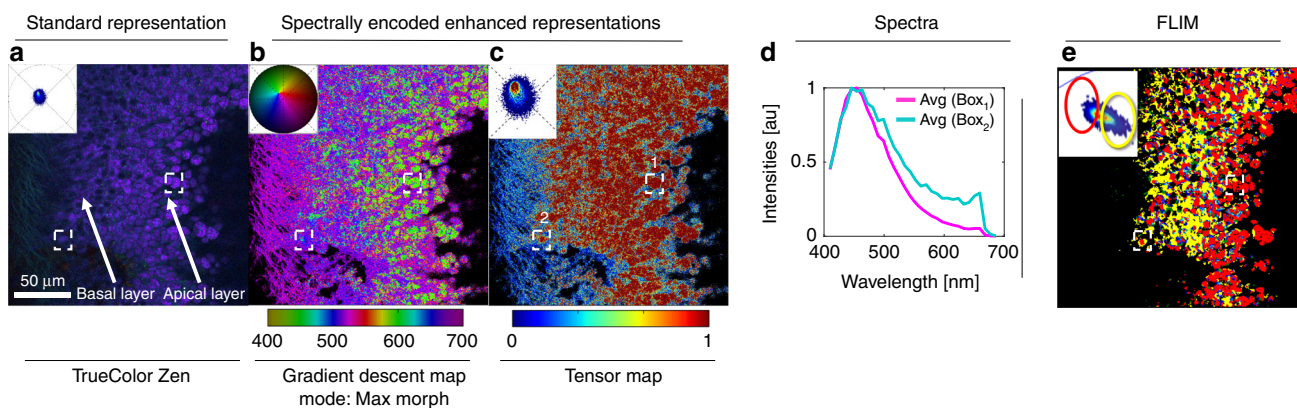 Standard representation
Spectrally encoded enhanced representations
Spectra
FLIM
a
b
c
d
e
1
2
50 μm
Basal layer
Apical layer
400 500 600 700
0 1
TrueColor Zen
Gradient descent map
mode: Max morph
Tensor map
Intensities [au]
1
0.5
0
Avg (Box1)
Avg (Box2)
400 500 600 700
Wavelength [nm]